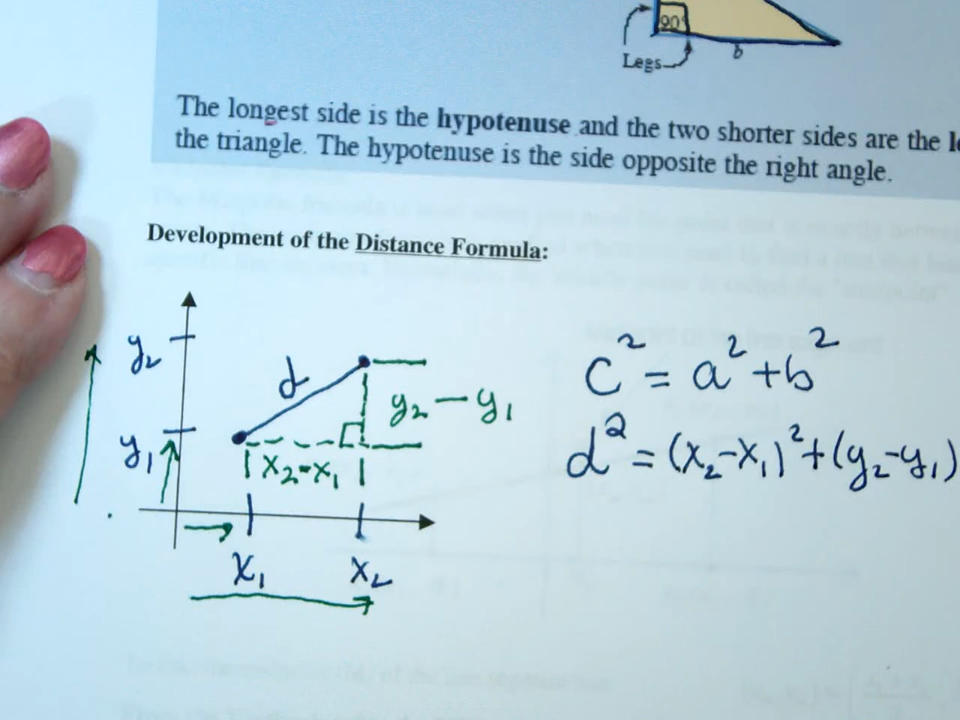 90°
Legs
b
The longest side is the hypotenuse and the two shorter sides are the
the triangle. The hypotenuse is the side opposite the right angle.
Development of the Distance Formula:
y₂
d
y₂ – y₁
y₁
x₂-x₁
x₁ x₂
c² = a² + b²
d² = (x₂-x₁)² + (y₂-y₁)